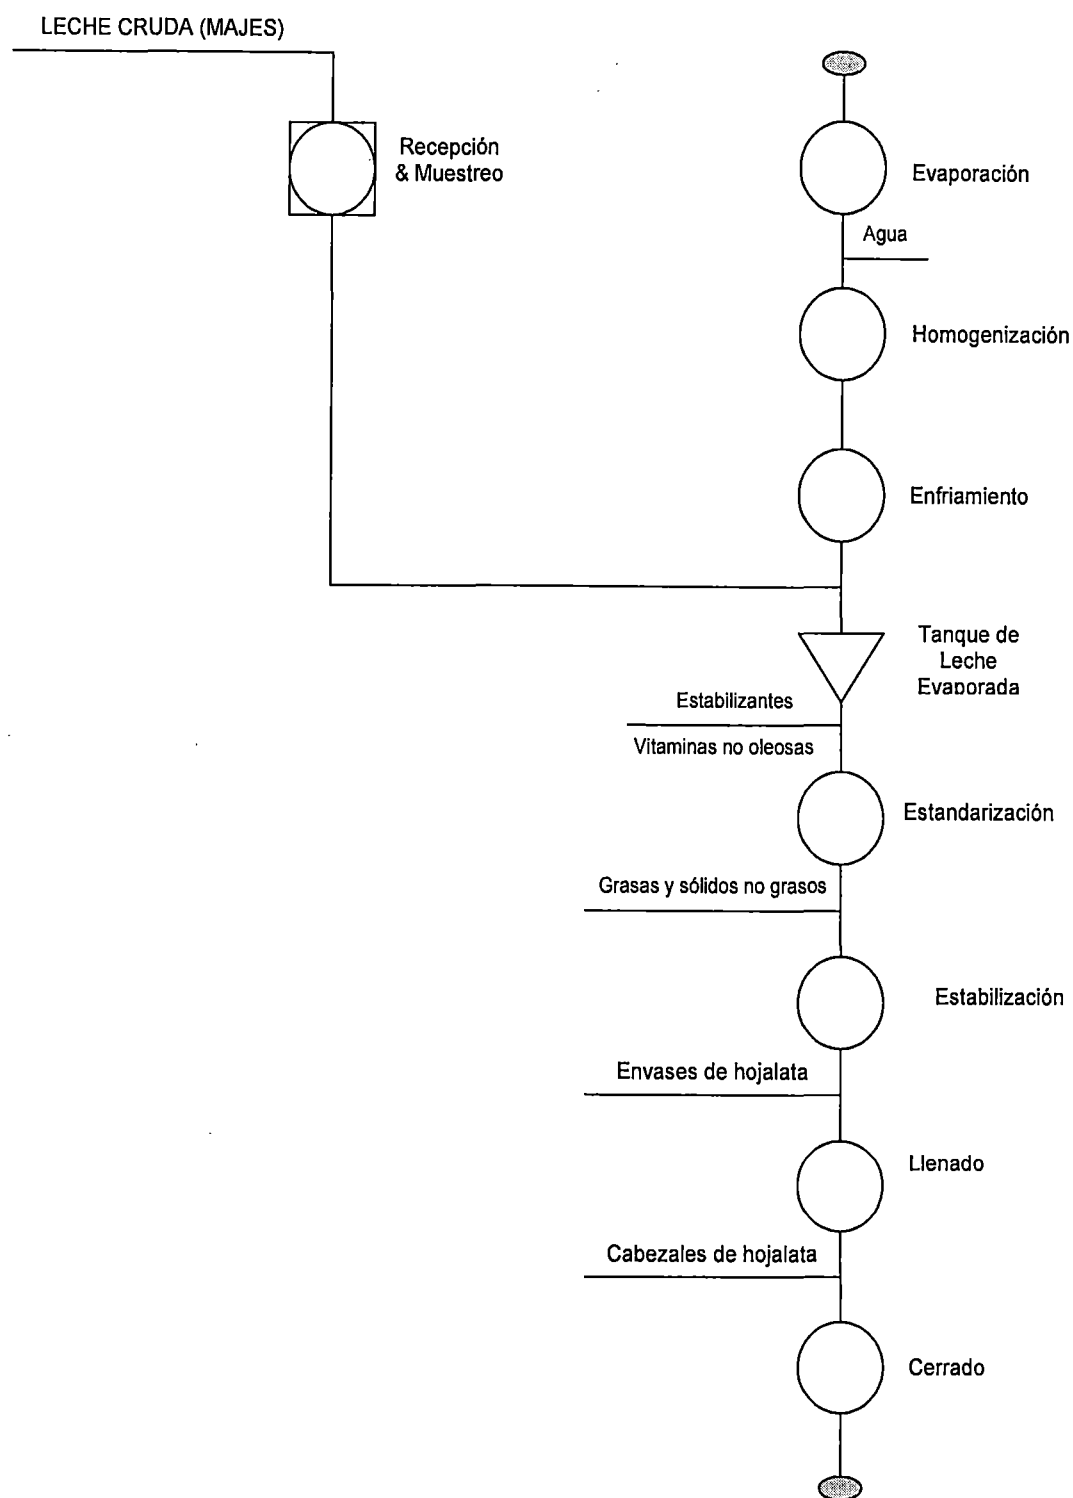 LECHE CRUDA (MAJES)
Recepción
& Muestreo
Evaporación
Agua
Homogenización
Enfriamiento
Tanque de
Leche
Evaporada
Estabilizantes
Vitaminas no oleosas
Estandarización
Grasas y sólidos no grasos
Estabilización
Envases de hojalata
Llenado
Cabezales de hojalata
Cerrado